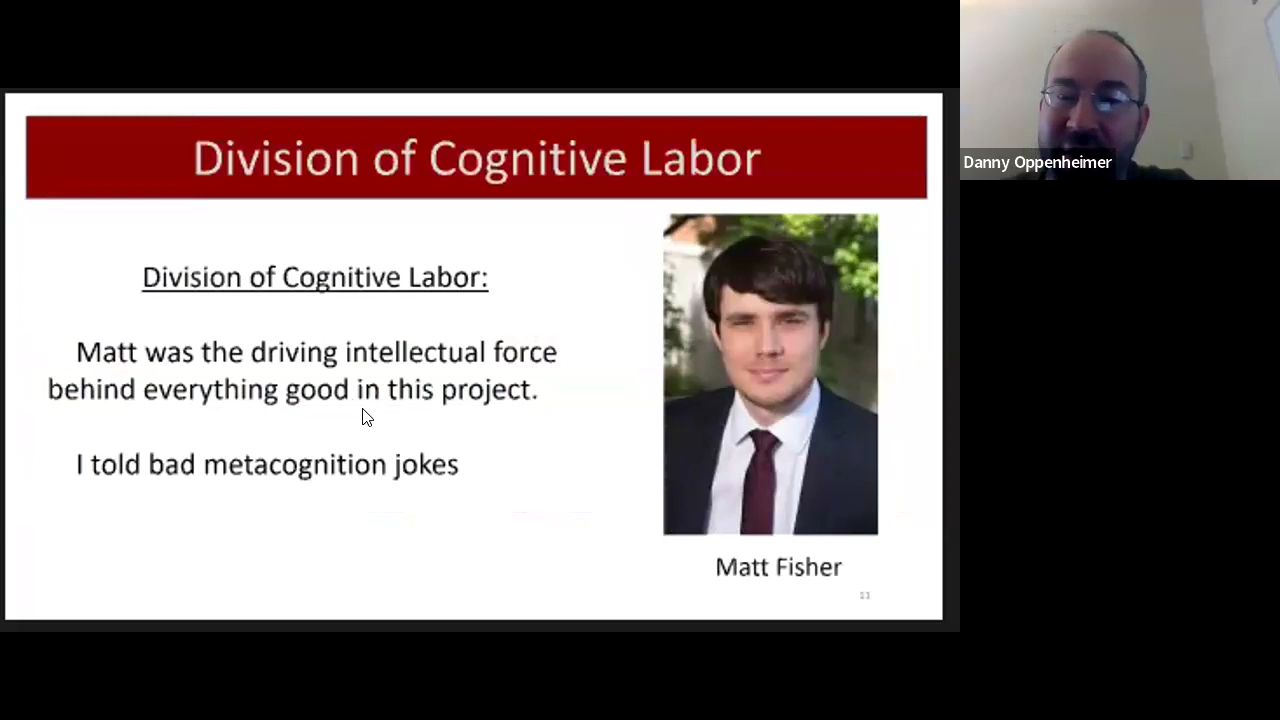 Division of Cognitive Labor
Division of Cognitive Labor:
Matt was the driving intellectual force
behind everything good in this project.
I told bad metacognition jokes
Matt Fisher
Danny Oppenheimer